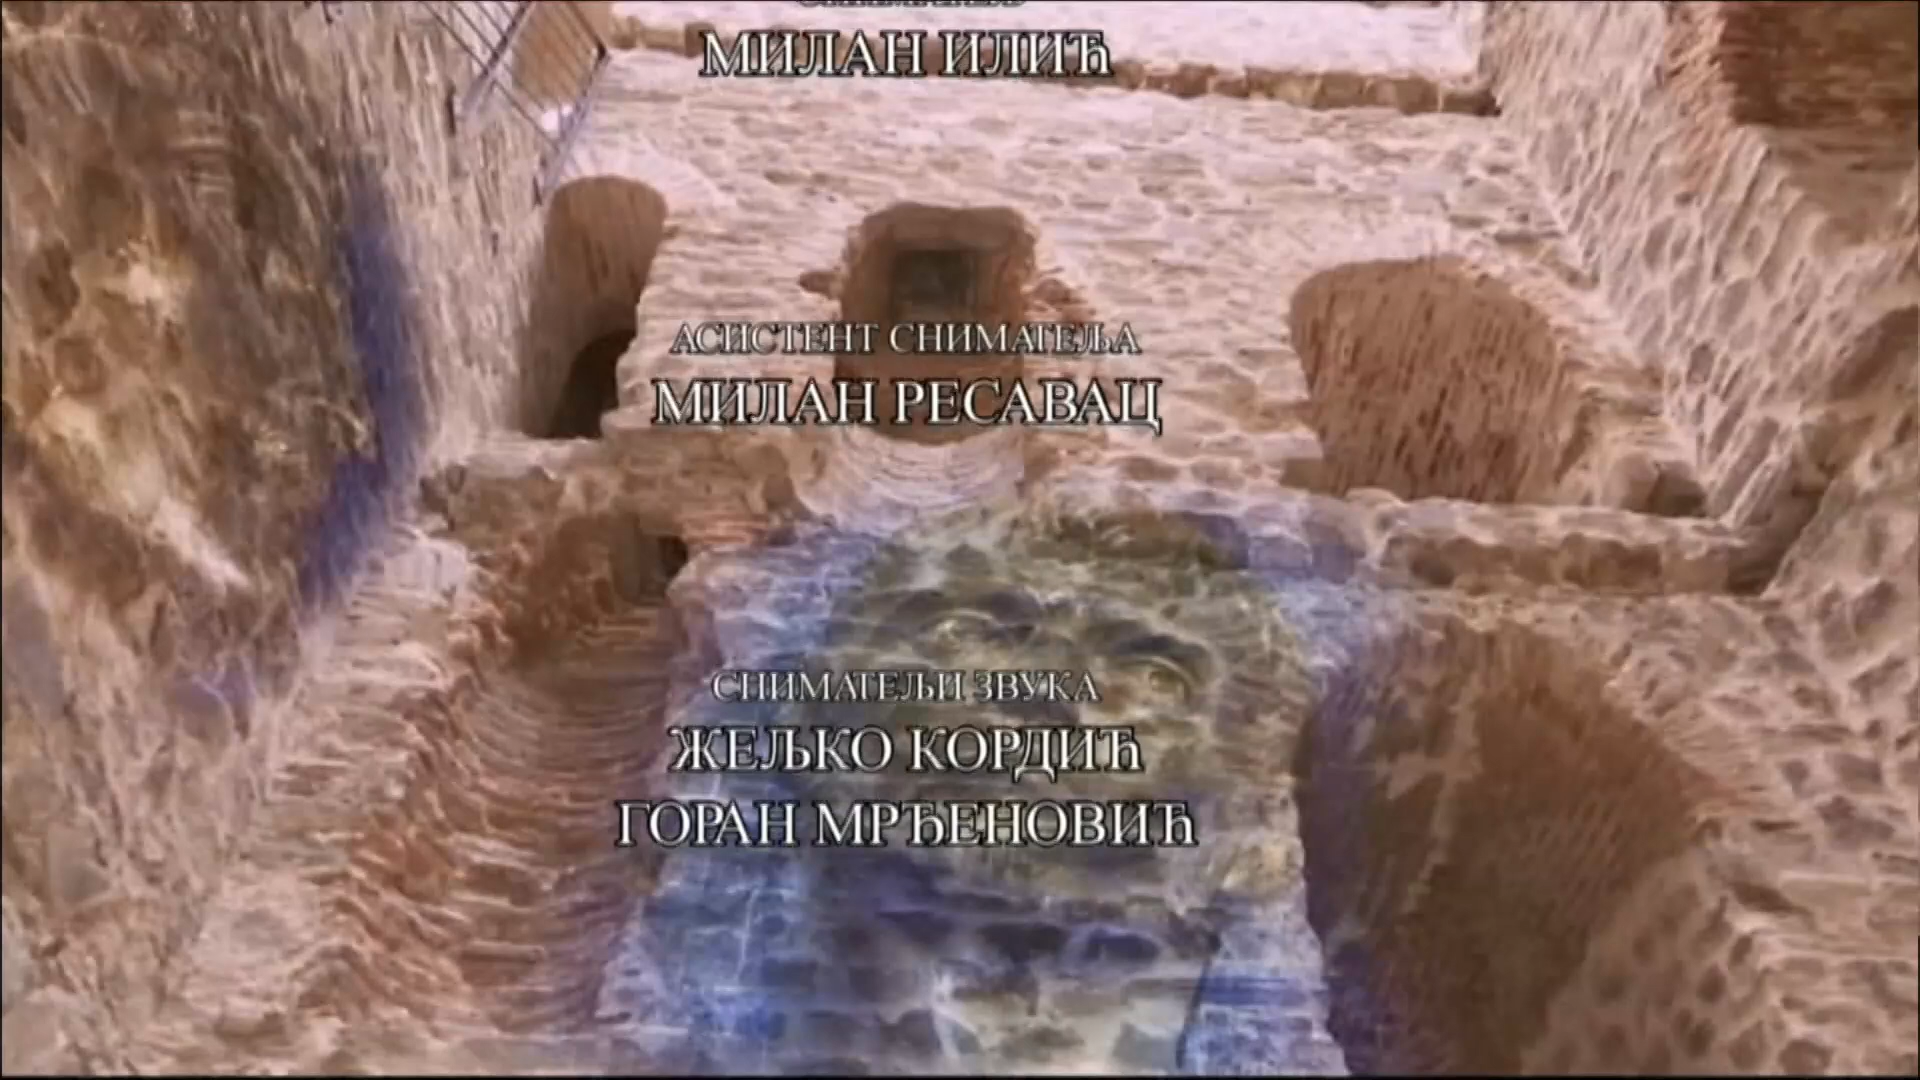 МИЛАН ИЛИЋ
АСИСТЕНТ СНИМАТЕЉА
МИЛАН РЕСАВАЦ
СНИМАТЕЉИ ЗВУКА
ЖЕЉКО КОРДИЋ
ГОРАН МРЂЕНОВИЋ